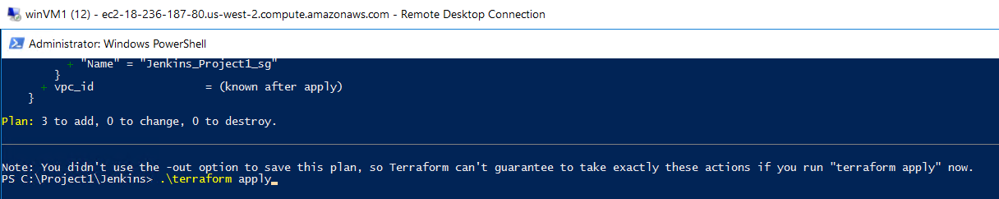 winVM1 (12) - ec2-18-236-187-80.us-west-2.compute.amazonaws.com - Remote Desktop Connection
Administrator: Windows PowerShell
+ "Name" = "Jenkins_Project1_sg"
}
+ vpc_id = (known after apply)
}
Plan: 3 to add, 0 to change, 0 to destroy.
Note: You didn't use the -out option to save this plan, so Terraform can't guarantee to take exactly these actions if you run "terraform apply" now.
PS C:\Project1\Jenkins> .\terraform apply_